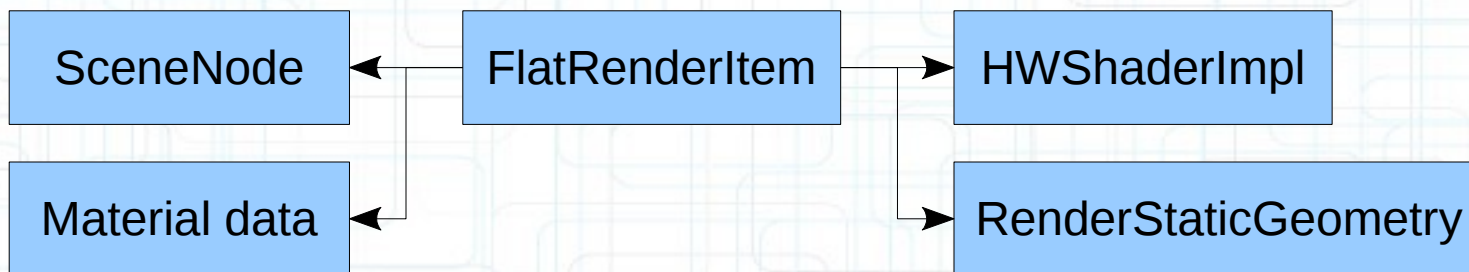 SceneNode
FlatRenderItem
HWShaderImpl
Material data
RenderStaticGeometry